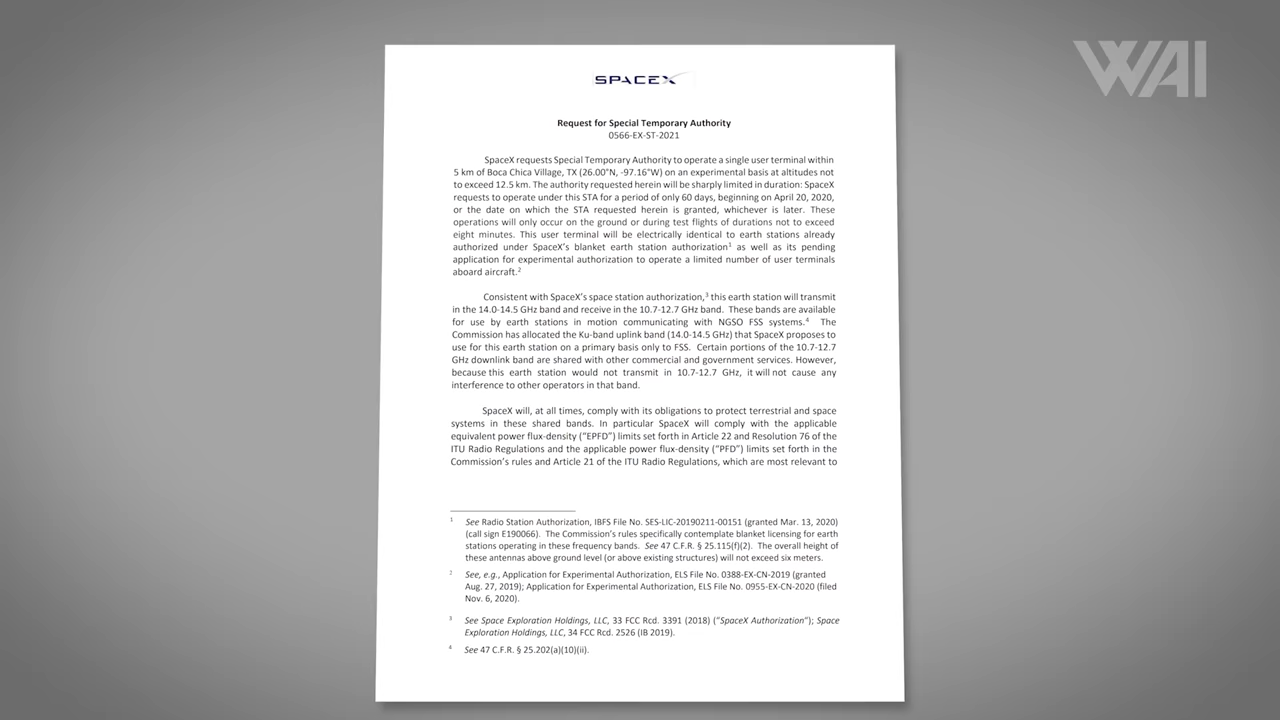 WAI
SPACEX
Request for Special Temporary Authority
0566-EX-ST-2021
SpaceX requests Special Temporary Authority to operate a single user terminal within
5 km of Boca Chica Village, TX (26.00°N, -97.16°W) on an experimental basis at altitudes not
to exceed 12.5 km. The authority requested herein will be sharply limited in duration: SpaceX
requests to operate under this STA for a period of only 60 days, beginning on April 20, 2020,
or the date on which the STA requested herein is granted, whichever is later. These
operations will only occur on the ground or during test flights of durations not to exceed
eight minutes. This user terminal will be electrically identical to earth stations already
authorized under SpaceX's blanket earth station authorization¹ as well as its pending
application for experimental authorization to operate a limited number of user terminals
aboard aircraft.²
Consistent with SpaceX's space station authorization,³ this earth station will transmit
in the 14.0-14.5 GHz band and receive in the 10.7-12.7 GHz band. These bands are available
for use by earth stations in motion communicating with NGSO FSS systems.⁴ The
Commission has allocated the Ku-band uplink band (14.0-14.5 GHz) that SpaceX proposes to
use for this earth station on a primary basis only to FSS. Certain portions of the 10.7-12.7
GHz downlink band are shared with other commercial and government services. However,
because this earth station would not transmit in 10.7-12.7 GHz, it will not cause any
interference to other operators in that band.
SpaceX will, at all times, comply with its obligations to protect terrestrial and space
systems in these shared bands. In particular SpaceX will comply with the applicable
equivalent power flux-density ("EPFD") limits set forth in Article 22 and Resolution 76 of the
ITU Radio Regulations and the applicable power flux-density ("PFD") limits set forth in the
Commission's rules and Article 21 of the ITU Radio Regulations, which are most relevant to
¹ See Radio Station Authorization, IBFS File No. SES-LIC-20190211-00151 (granted Mar. 13, 2020)
(call sign E190066). The Commission's rules specifically contemplate blanket licensing for earth
stations operating in these frequency bands. See 47 C.F.R. § 25.115(f)(2). The overall height of
these antennas above ground level (or above existing structures) will not exceed six meters.
² See, e.g., Application for Experimental Authorization, ELS File No. 0388-EX-CN-2019 (granted
Aug. 27, 2019); Application for Experimental Authorization, ELS File No. 0955-EX-CN-2020 (filed
Nov. 6, 2020).
³ See Space Exploration Holdings, LLC, 33 FCC Rcd. 3391 (2018) ("SpaceX Authorization"); Space
Exploration Holdings, LLC, 34 FCC Rcd. 2526 (IB 2019).
⁴ See 47 C.F.R. § 25.202(a)(10)(ii).